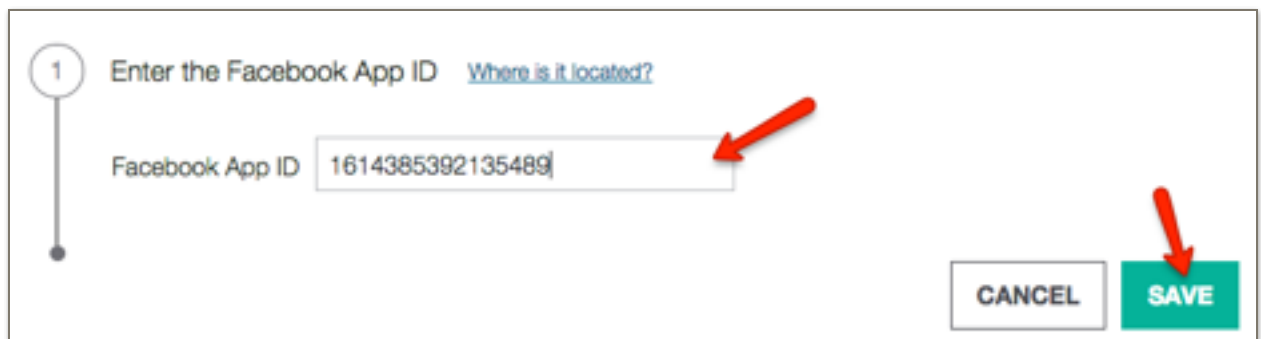 1
Enter the Facebook App ID Where is it located?
Facebook App ID 1614385392135489
CANCEL SAVE